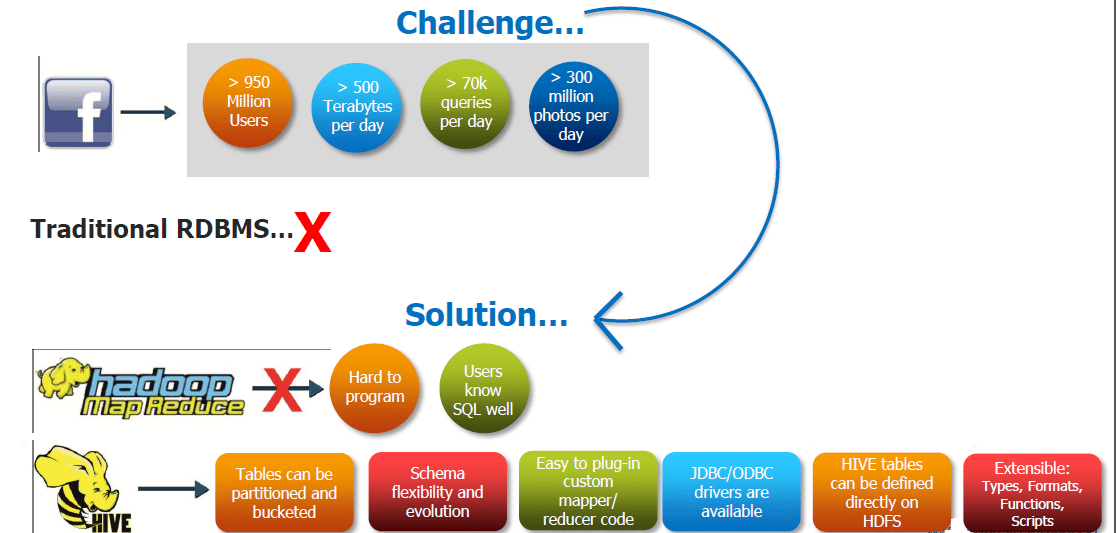 Challenge...
f
> 950
Million
Users
> 500
Terabytes
per day
> 70k
queries
per day
> 300
million
photos per
day
Traditional RDBMS...X
Solution...
hadoop
Map Reduce
X
Hard to
program
Users
know
SQL well
HIVE
Tables can be
partitioned and
bucketed
Schema
flexibility and
evolution
Easy to plug-in
custom
mapper/
reducer code
JDBC/ODBC
drivers are
available
HIVE tables
can be defined
directly on
HDFS
Extensible:
Types, Formats,
Functions,
Scripts